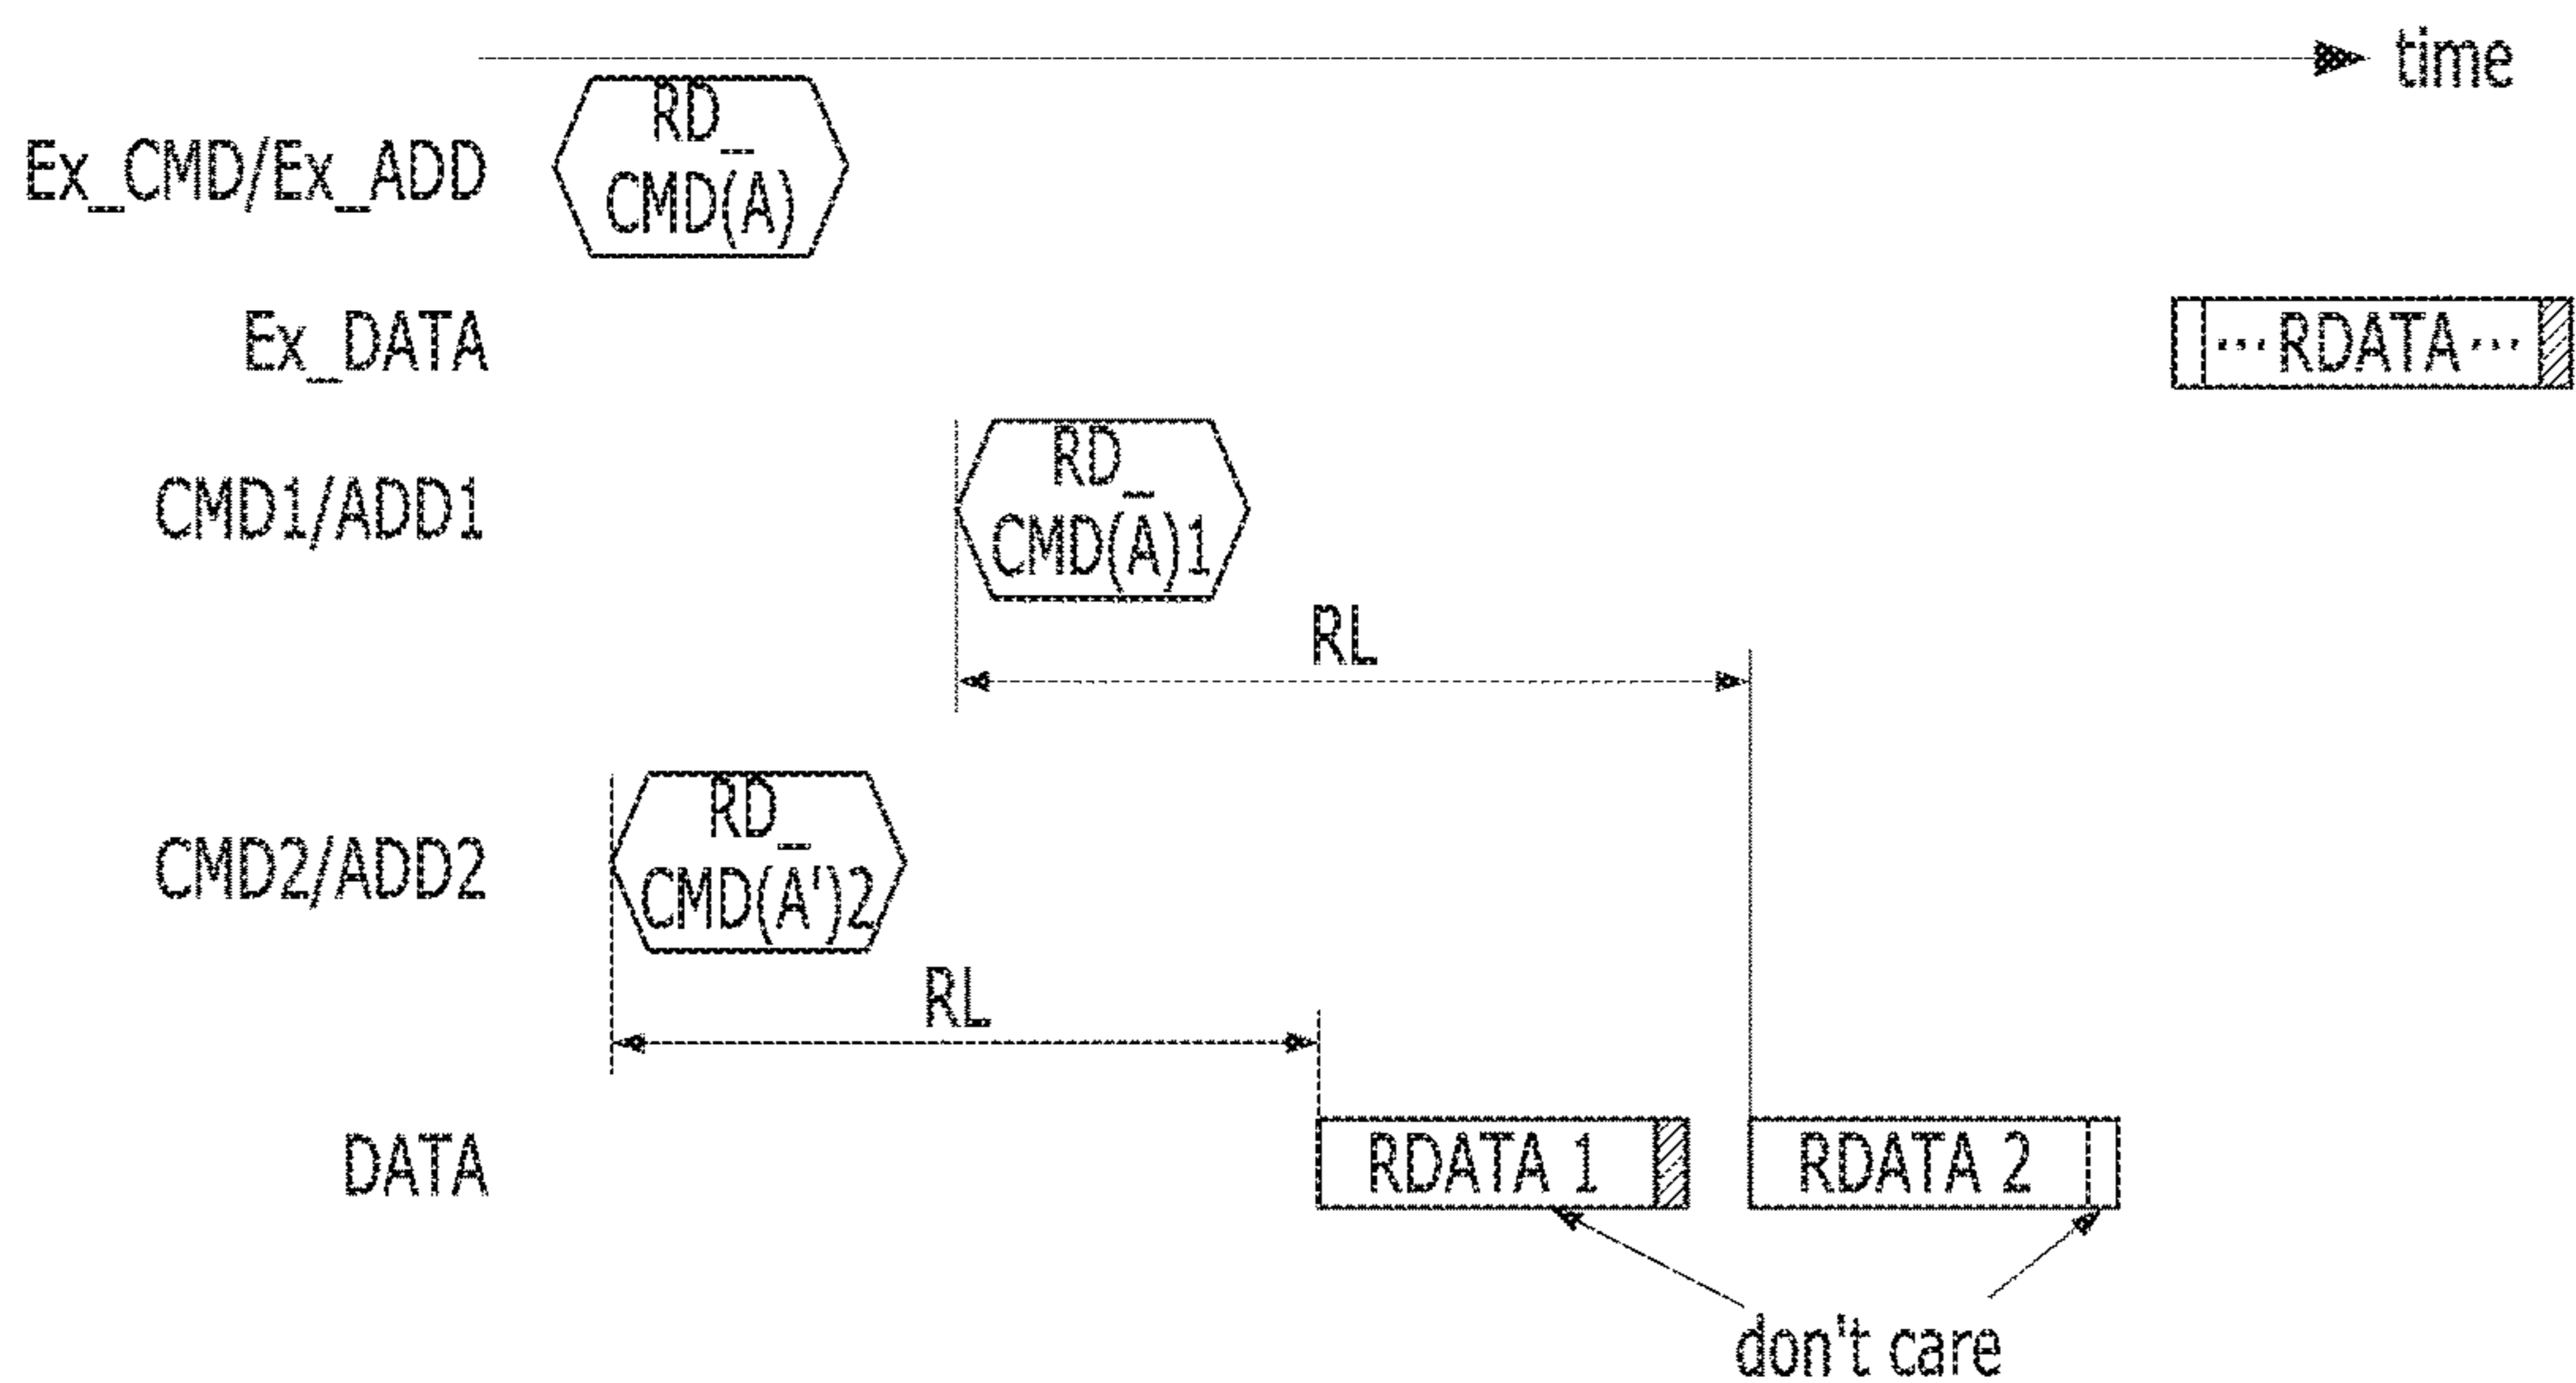 time
RD_
Ex_CMD/Ex_ADD
CMD(A)
Ex_DATA
··· RDATA ···
RD_
CMD1/ADD1
CMD(A)1
RL
RD_
CMD2/ADD2
CMD(A')2
RL
DATA
RDATA 1
RDATA 2
don't care